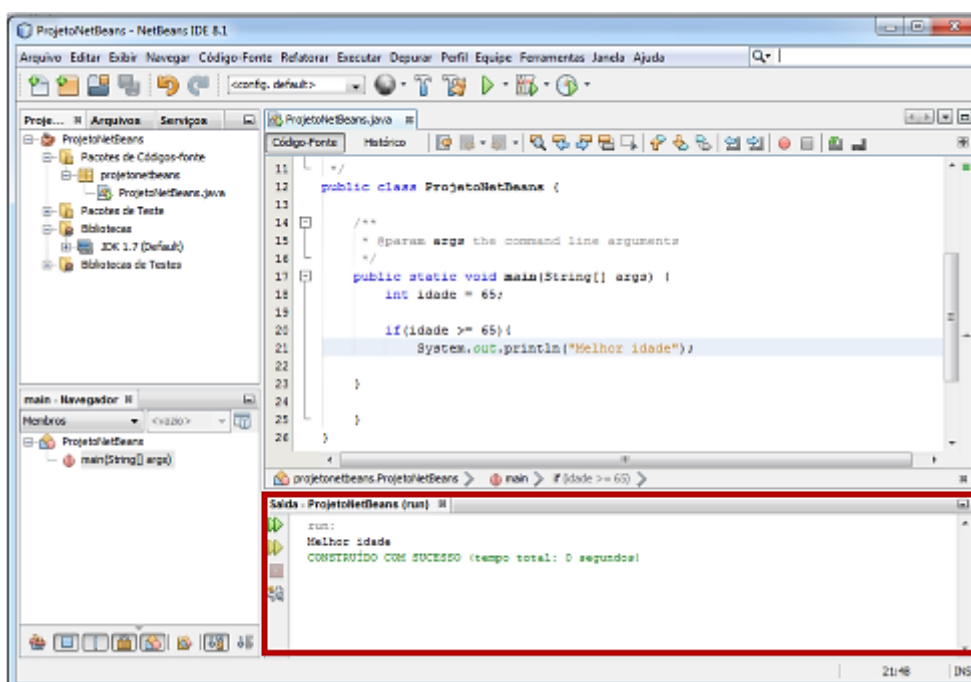 ProjetoNetBeans - NetBeans IDE 8.1
Arquivo Editar Exibir Navegar Código-Fonte Refatorar Executar Depurar Perfil Equipe Ferramentas Janela Ajuda
<config. default>
Proje... Arquivos Serviços
ProjetoNetBeans
Pacotes de Códigos-fonte
projetonetbeans
ProjetoNetBeans.java
Pacotes de Teste
Bibliotecas
JDK 1.7 (Default)
Bibliotecas de Testes
main - Navegador
Membros <vazio>
ProjetoNetBeans
main(String[] args)
ProjetoNetBeans.java
Código-Fonte Histórico
11 */
12 public class ProjetoNetBeans {
13
14 /**
15 * @param args the command line arguments
16 */
17 public static void main(String[] args) {
18 int idade = 65;
19
20 if(idade >= 65){
21 System.out.println("Melhor idade");
22
23 }
24
25 }
26 }
projetonetbeans.ProjetoNetBeans main if (idade >= 65)
Saída - ProjetoNetBeans (run)
run:
Melhor idade
CONSTRUÍDO COM SUCESSO (tempo total: 0 segundos)
21:48 INS